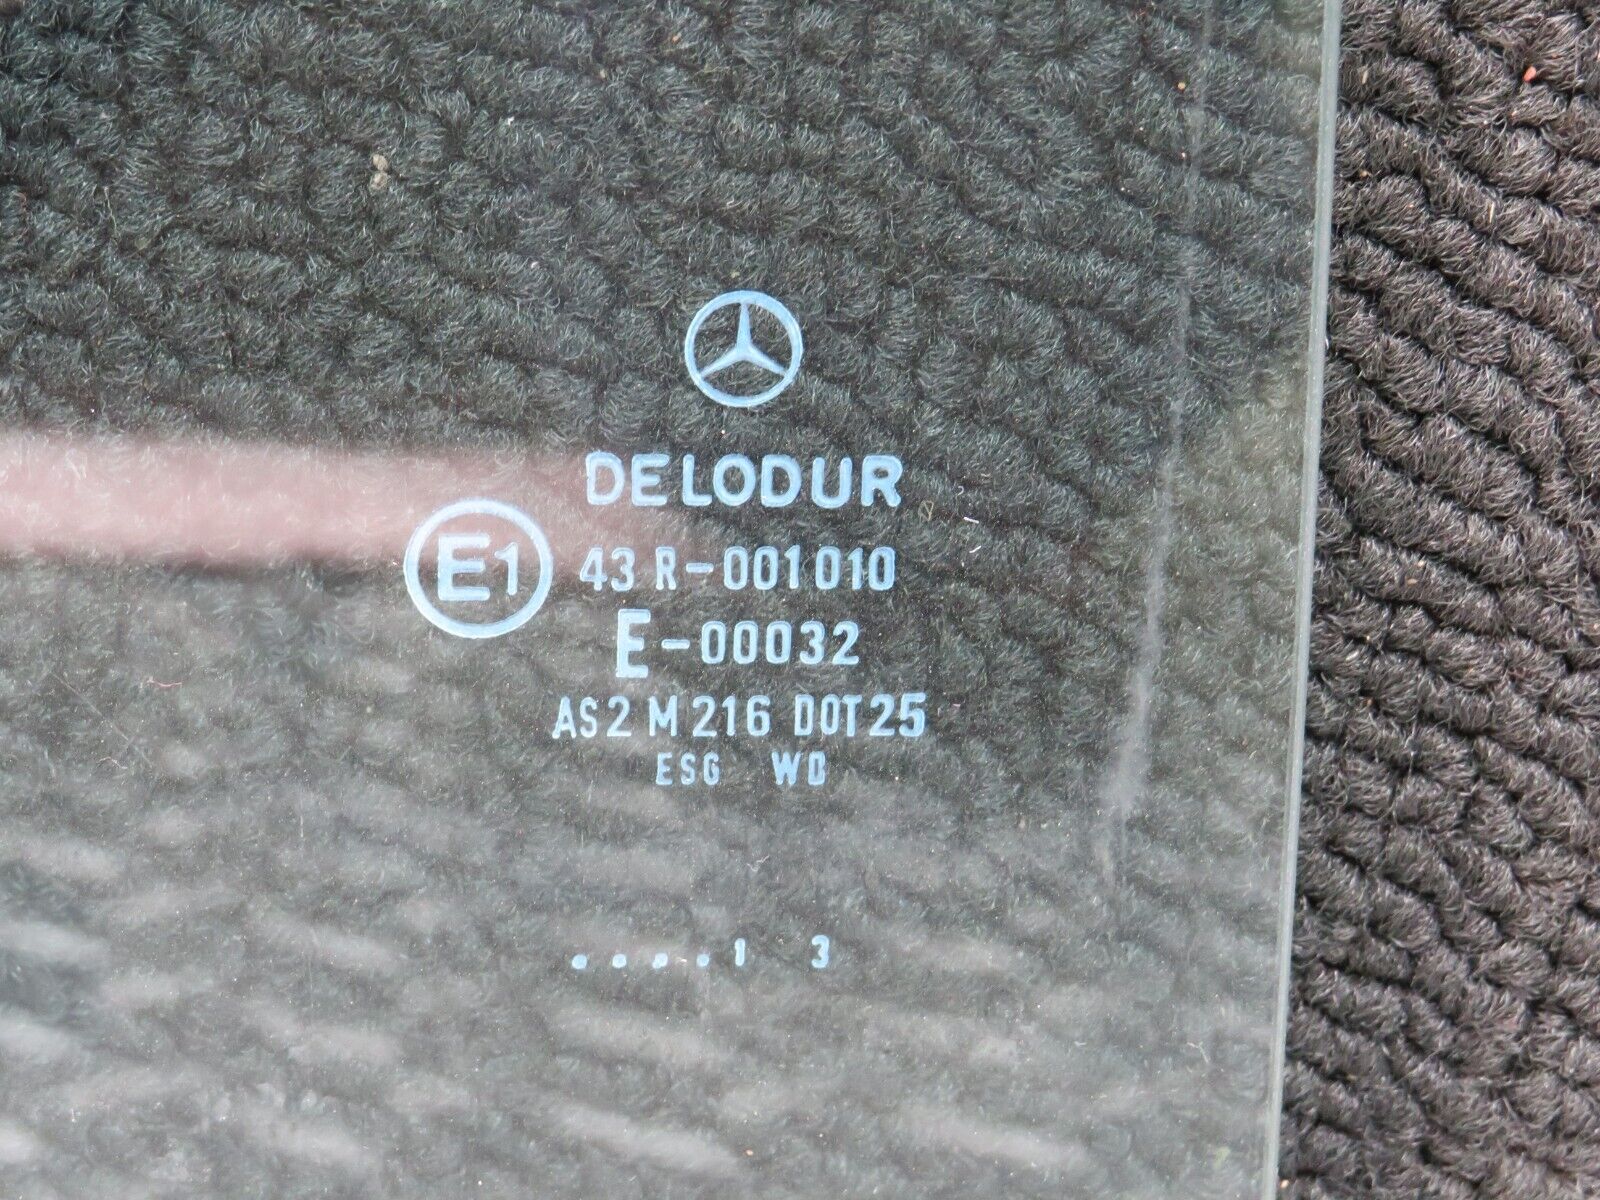 DELODUR
E1 43 R-001010
E-00032
AS2 M216 DOT25
ESG WD
....1 3